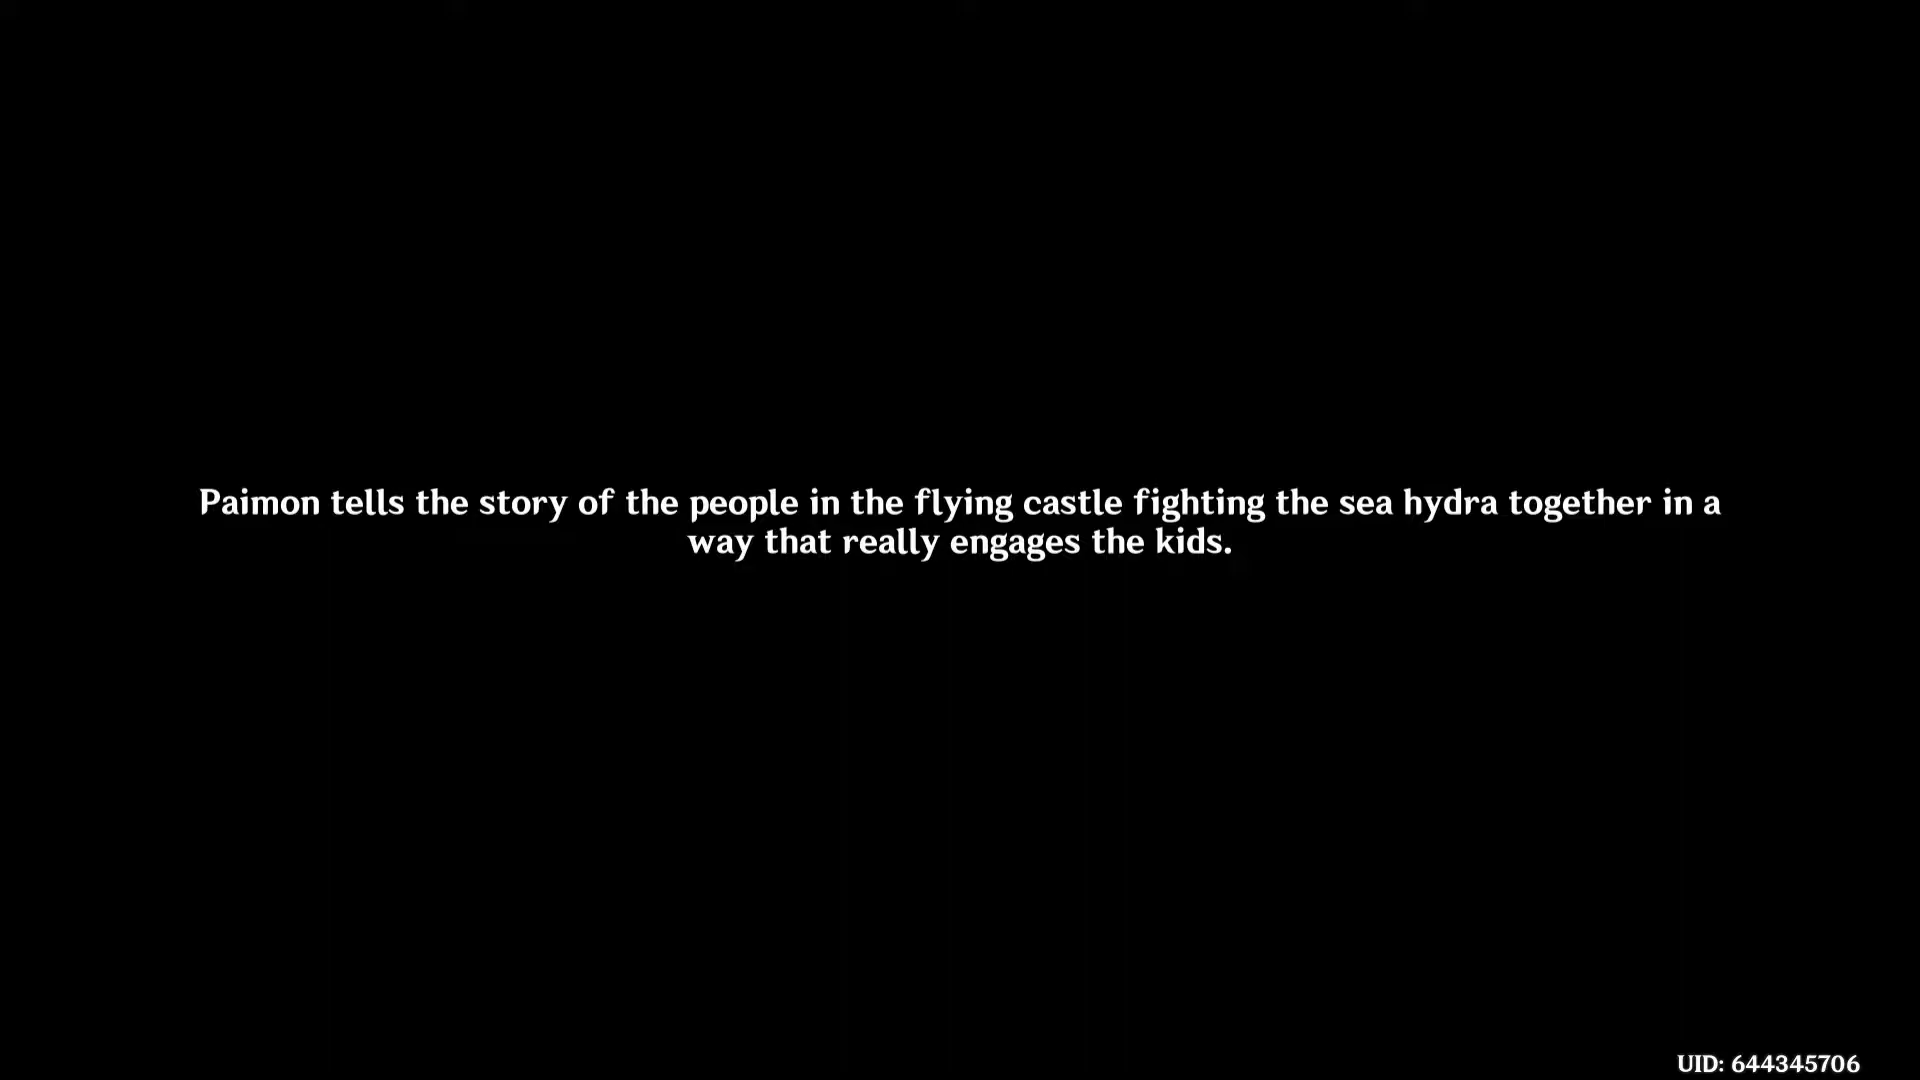 Paimon tells the story of the people in the flying castle fighting the sea hydra together in a
way that really engages the kids.
UID: 644345706